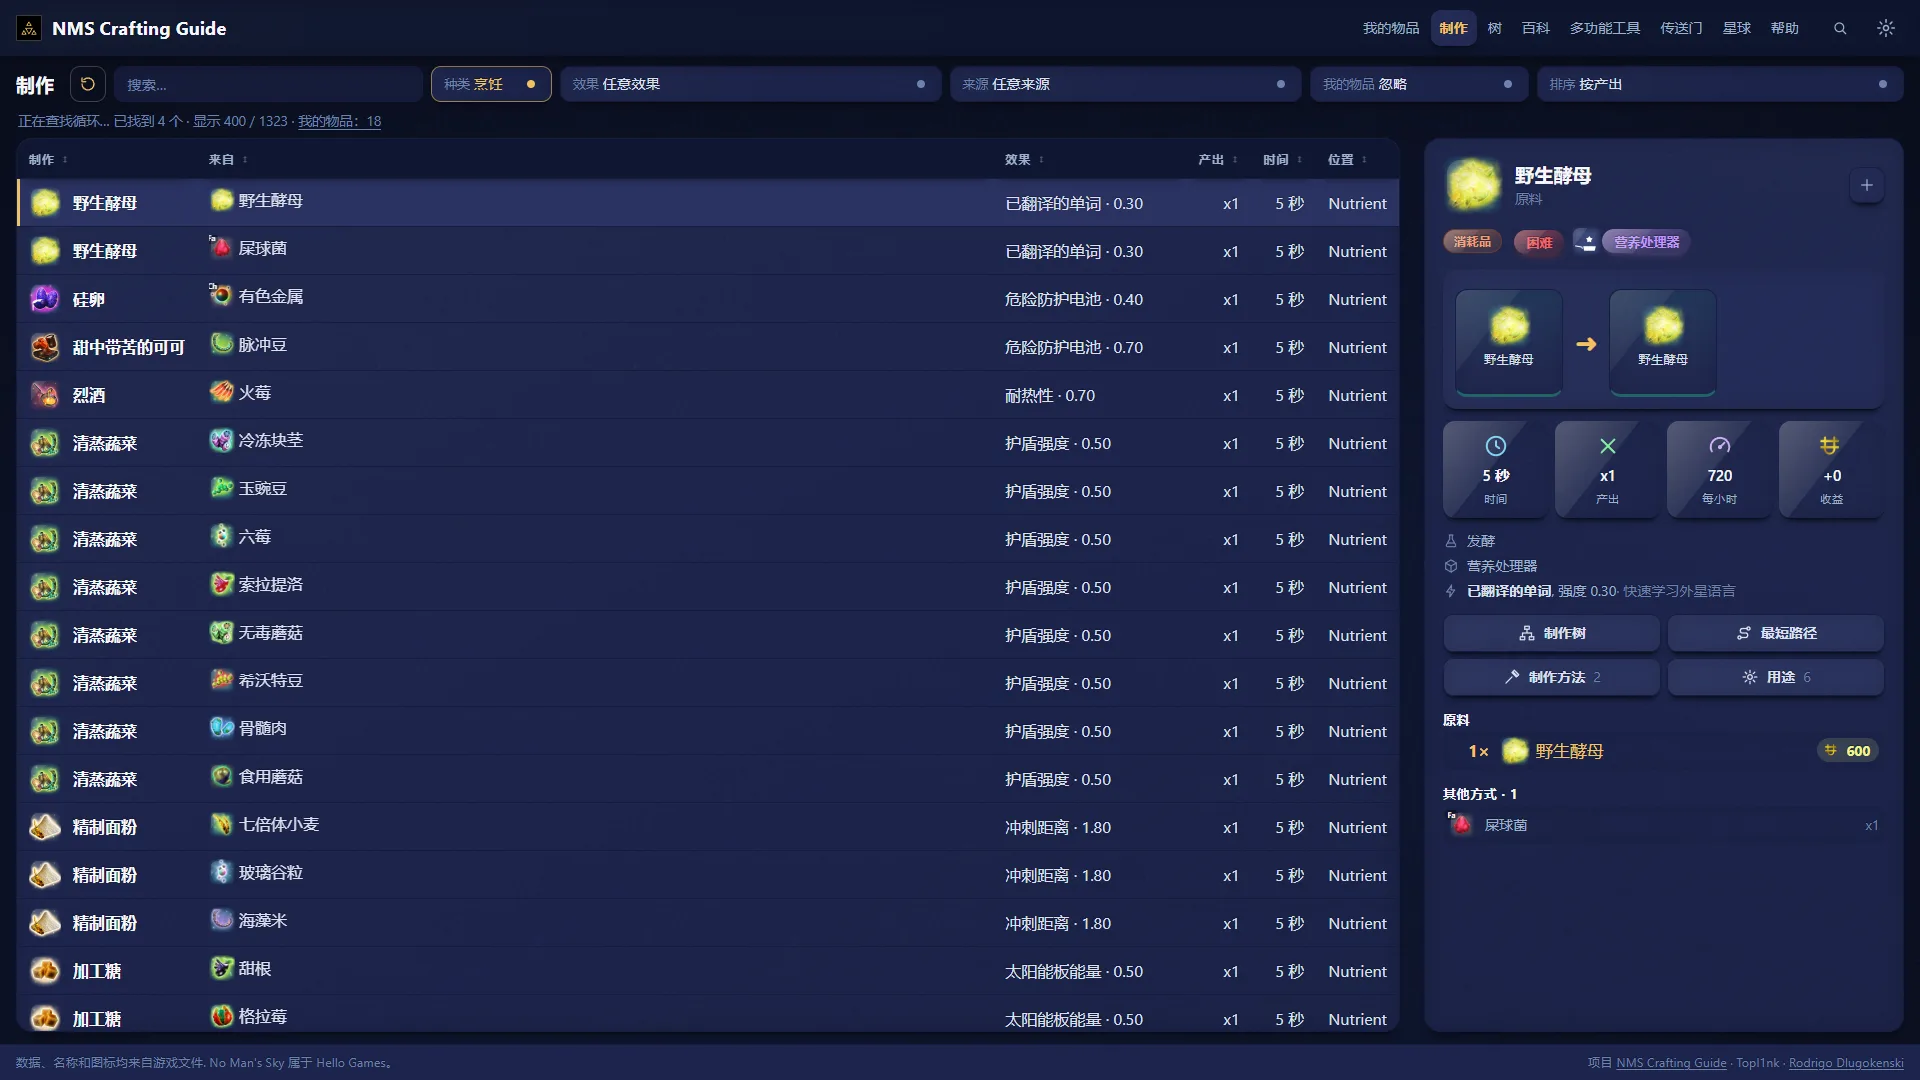 NMS Crafting Guide
我的物品 制作 树 百科 多功能工具 传送门 星球 帮助
制作 搜索... 种类 烹饪 效果 任意效果 来源 任意来源 我的物品 忽略 排序 按产出
正在查找循环... 已找到 4 个 · 显示 400 / 1323 · 我的物品：18
制作 来自 效果 产出 时间 位置
野生酵母 野生酵母 已翻译的单词 · 0.30 x1 5 秒 Nutrient
野生酵母 Fa 屎球菌 已翻译的单词 · 0.30 x1 5 秒 Nutrient
硅卵 Ch 有色金属 危险防护电池 · 0.40 x1 5 秒 Nutrient
甜中带苦的可可 脉冲豆 危险防护电池 · 0.70 x1 5 秒 Nutrient
烈酒 火莓 耐热性 · 0.70 x1 5 秒 Nutrient
清蒸蔬菜 冷冻块茎 护盾强度 · 0.50 x1 5 秒 Nutrient
清蒸蔬菜 玉豌豆 护盾强度 · 0.50 x1 5 秒 Nutrient
清蒸蔬菜 六莓 护盾强度 · 0.50 x1 5 秒 Nutrient
清蒸蔬菜 索拉提洛 护盾强度 · 0.50 x1 5 秒 Nutrient
清蒸蔬菜 无毒蘑菇 护盾强度 · 0.50 x1 5 秒 Nutrient
清蒸蔬菜 希沃特豆 护盾强度 · 0.50 x1 5 秒 Nutrient
清蒸蔬菜 骨髓肉 护盾强度 · 0.50 x1 5 秒 Nutrient
清蒸蔬菜 食用蘑菇 护盾强度 · 0.50 x1 5 秒 Nutrient
精制面粉 七倍体小麦 冲刺距离 · 1.80 x1 5 秒 Nutrient
精制面粉 玻璃谷粒 冲刺距离 · 1.80 x1 5 秒 Nutrient
精制面粉 海藻米 冲刺距离 · 1.80 x1 5 秒 Nutrient
加工糖 甜根 太阳能板能量 · 0.50 x1 5 秒 Nutrient
加工糖 格拉莓 太阳能板能量 · 0.50 x1 5 秒 Nutrient
野生酵母
原料
消耗品 困难 营养处理器
野生酵母 野生酵母
5 秒 x1 720 +0
时间 产出 每小时 收益
发酵
营养处理器
已翻译的单词, 强度 0.30· 快速学习外星语言
制作树 最短路径
制作方法 2 用途 6
原料
1× 野生酵母 600
其他方式 · 1
Fa 屎球菌 x1
数据、名称和图标均来自游戏文件. No Man's Sky 属于 Hello Games。
项目 NMS Crafting Guide · Topl1nk · Rodrigo Dlugokenski